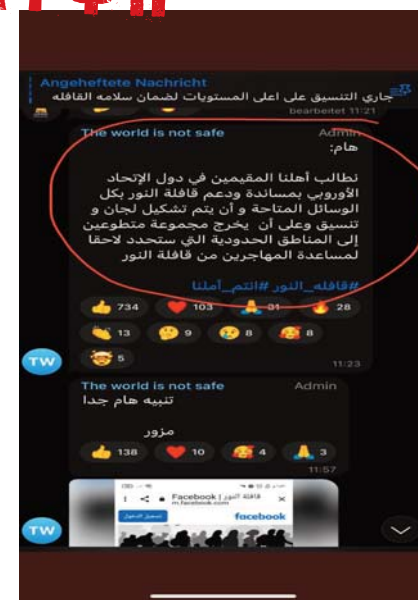 Angeheftete Nachricht
جاري التنسيق على اعلى المستويات لضمان سلامه القافله
bearbeitet 11:21
The world is not safe Admin
هام:
نطالب أهلنا المقيمين في دول الإتحاد
الأوروبي بمساندة ودعم قافلة النور بكل
الوسائل المتاحة و أن يتم تشكيل لجان و
تنسيق وعلى أن يخرج مجموعة متطوعين
إلى المناطق الحدودية التي ستحدد لاحقا
لمساعدة المهاجرين من قافلة النور
#قافله_النور #انتم_أملنا
👍 734 ❤️ 103 🙏 31 🔥 28
👏 13 🤔 9 😢 8 🥰 8
🤯 5
TW
11:23
The world is not safe Admin
تنبيه هام جدا
مزور
👍 138 ❤️ 10 🥰 4 🙏 3
11:57
قافلة النور | Facebook
m.facebook.com
تسجيل الدخول
facebook
TW